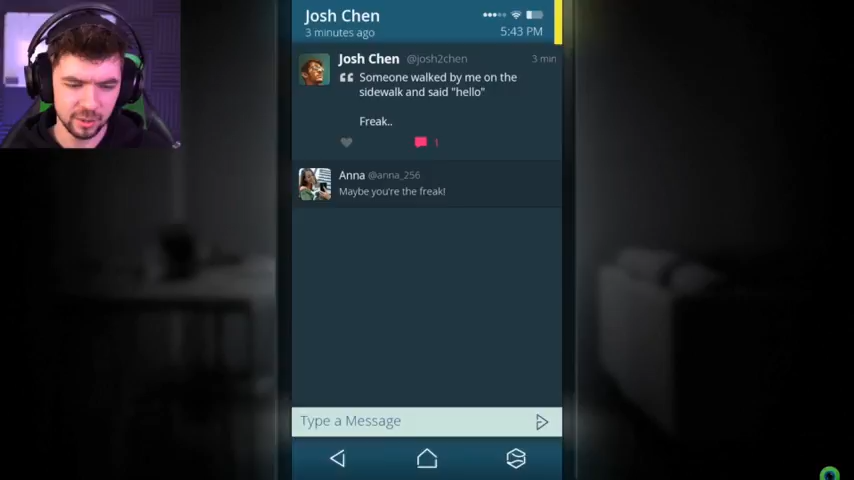 Josh Chen
3 minutes ago
5:43 PM
Josh Chen @josh2chen 3 min
Someone walked by me on the
sidewalk and said "hello"
Freak..
1
Anna @anna_256
Maybe you're the freak!
Type a Message